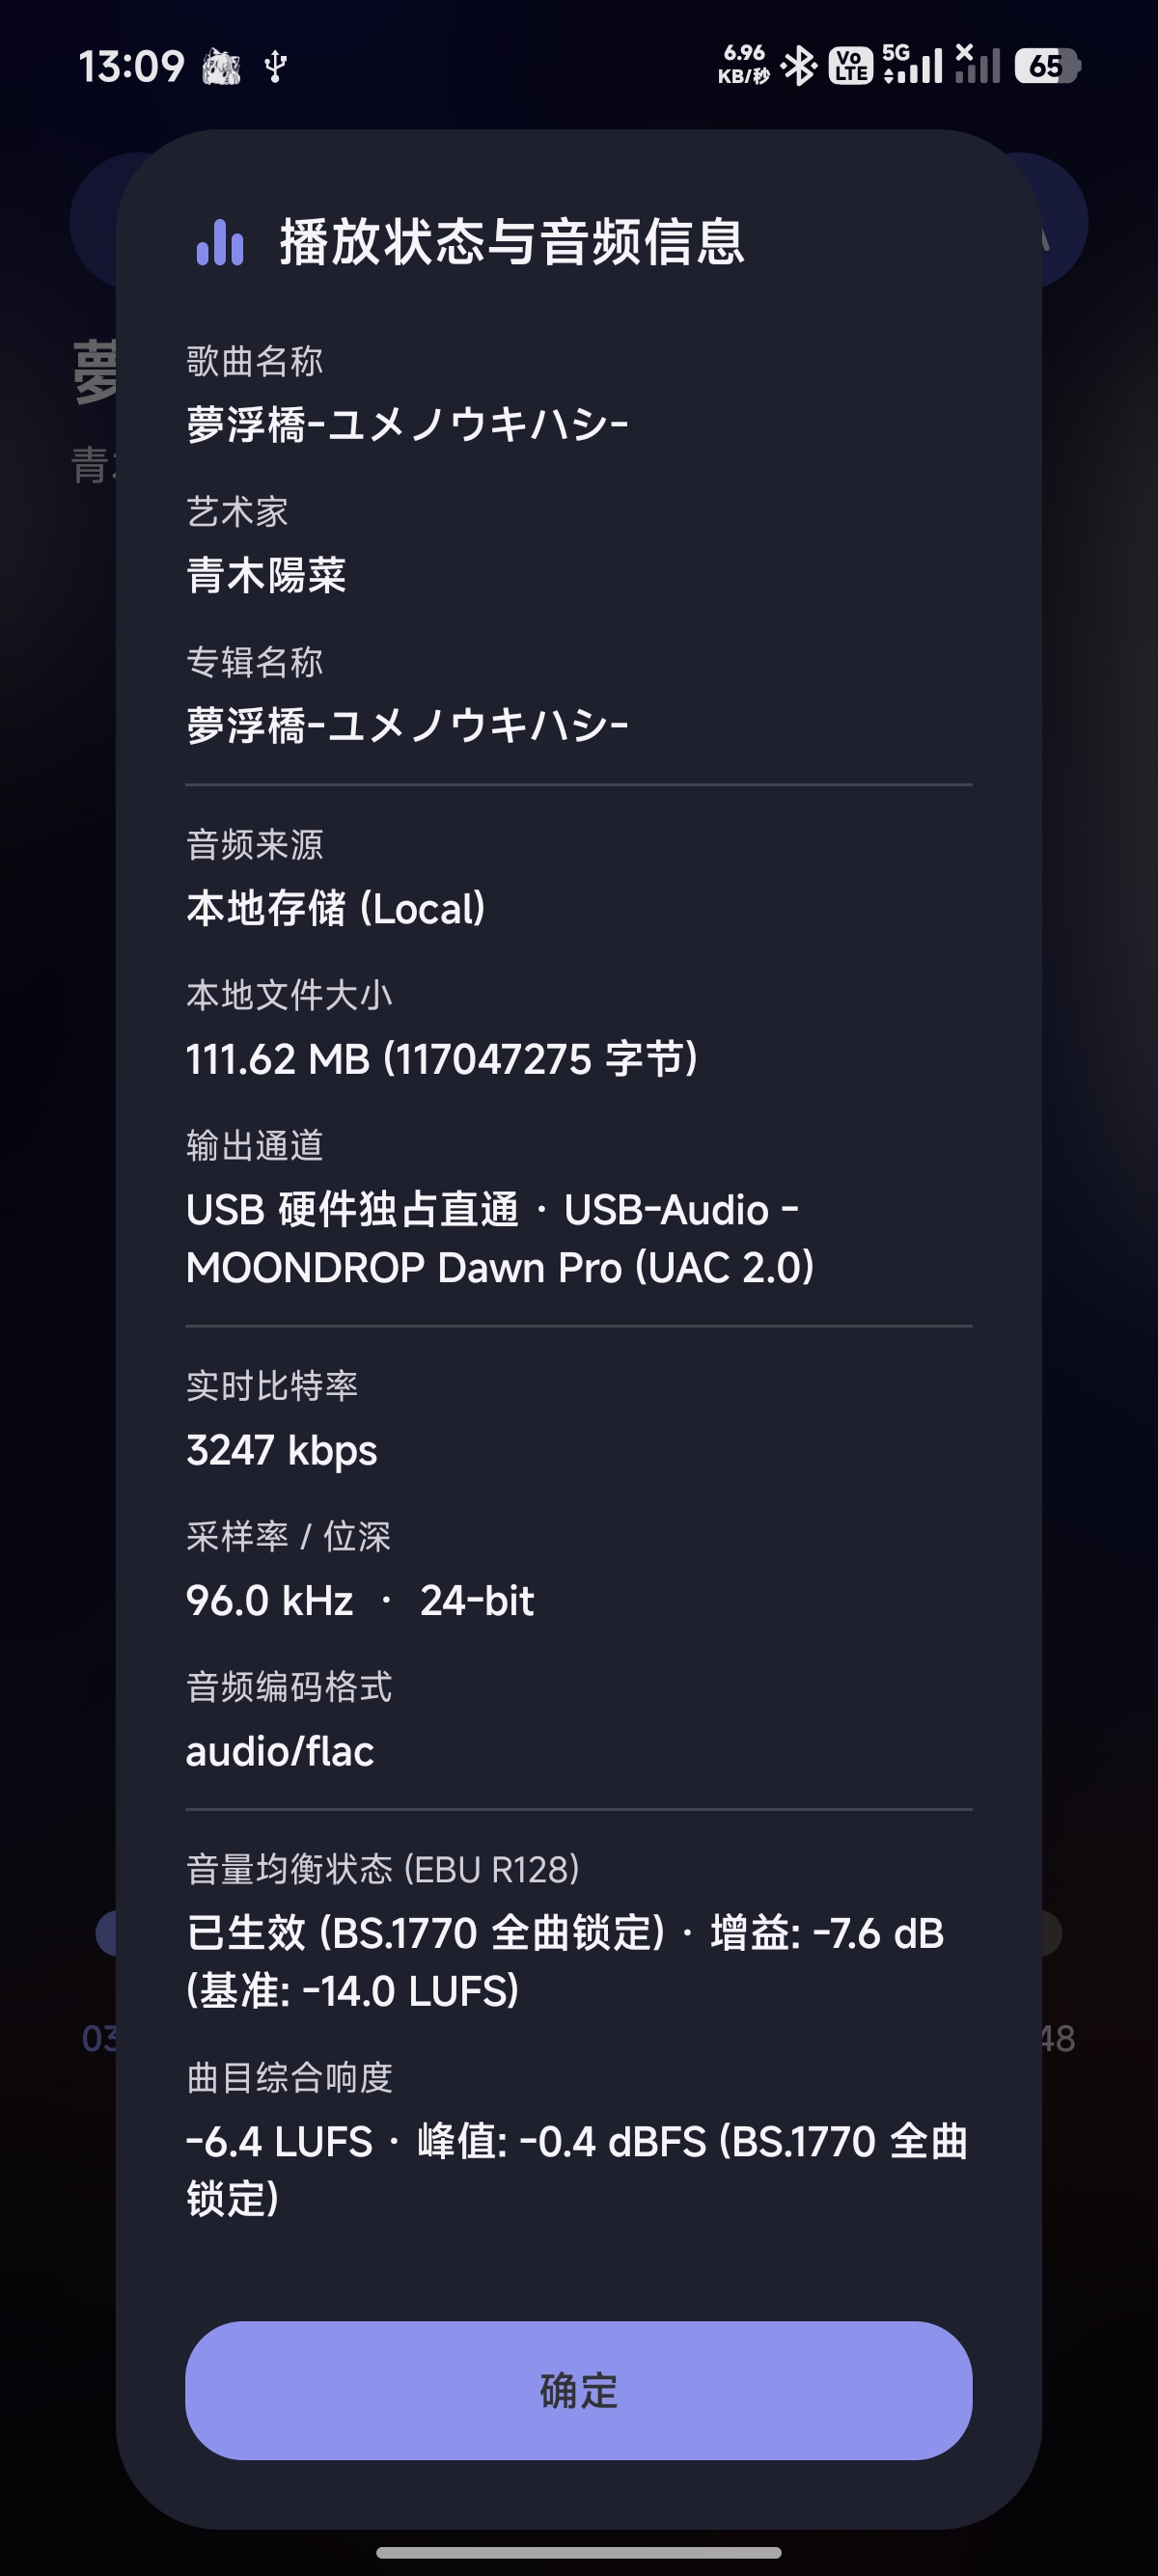 13:09
6.96
KB/秒
Vo
LTE
5G
65
播放状态与音频信息
夢
青
歌曲名称
夢浮橋-ユメノウキハシ-
艺术家
青木陽菜
专辑名称
夢浮橋-ユメノウキハシ-
音频来源
本地存储 (Local)
本地文件大小
111.62 MB (117047275 字节)
输出通道
USB 硬件独占直通 · USB-Audio -
MOONDROP Dawn Pro (UAC 2.0)
实时比特率
3247 kbps
采样率 / 位深
96.0 kHz · 24-bit
音频编码格式
audio/flac
音量均衡状态 (EBU R128)
已生效 (BS.1770 全曲锁定) · 增益: -7.6 dB
(基准: -14.0 LUFS)
03
48
曲目综合响度
-6.4 LUFS · 峰值: -0.4 dBFS (BS.1770 全曲
锁定)
确定